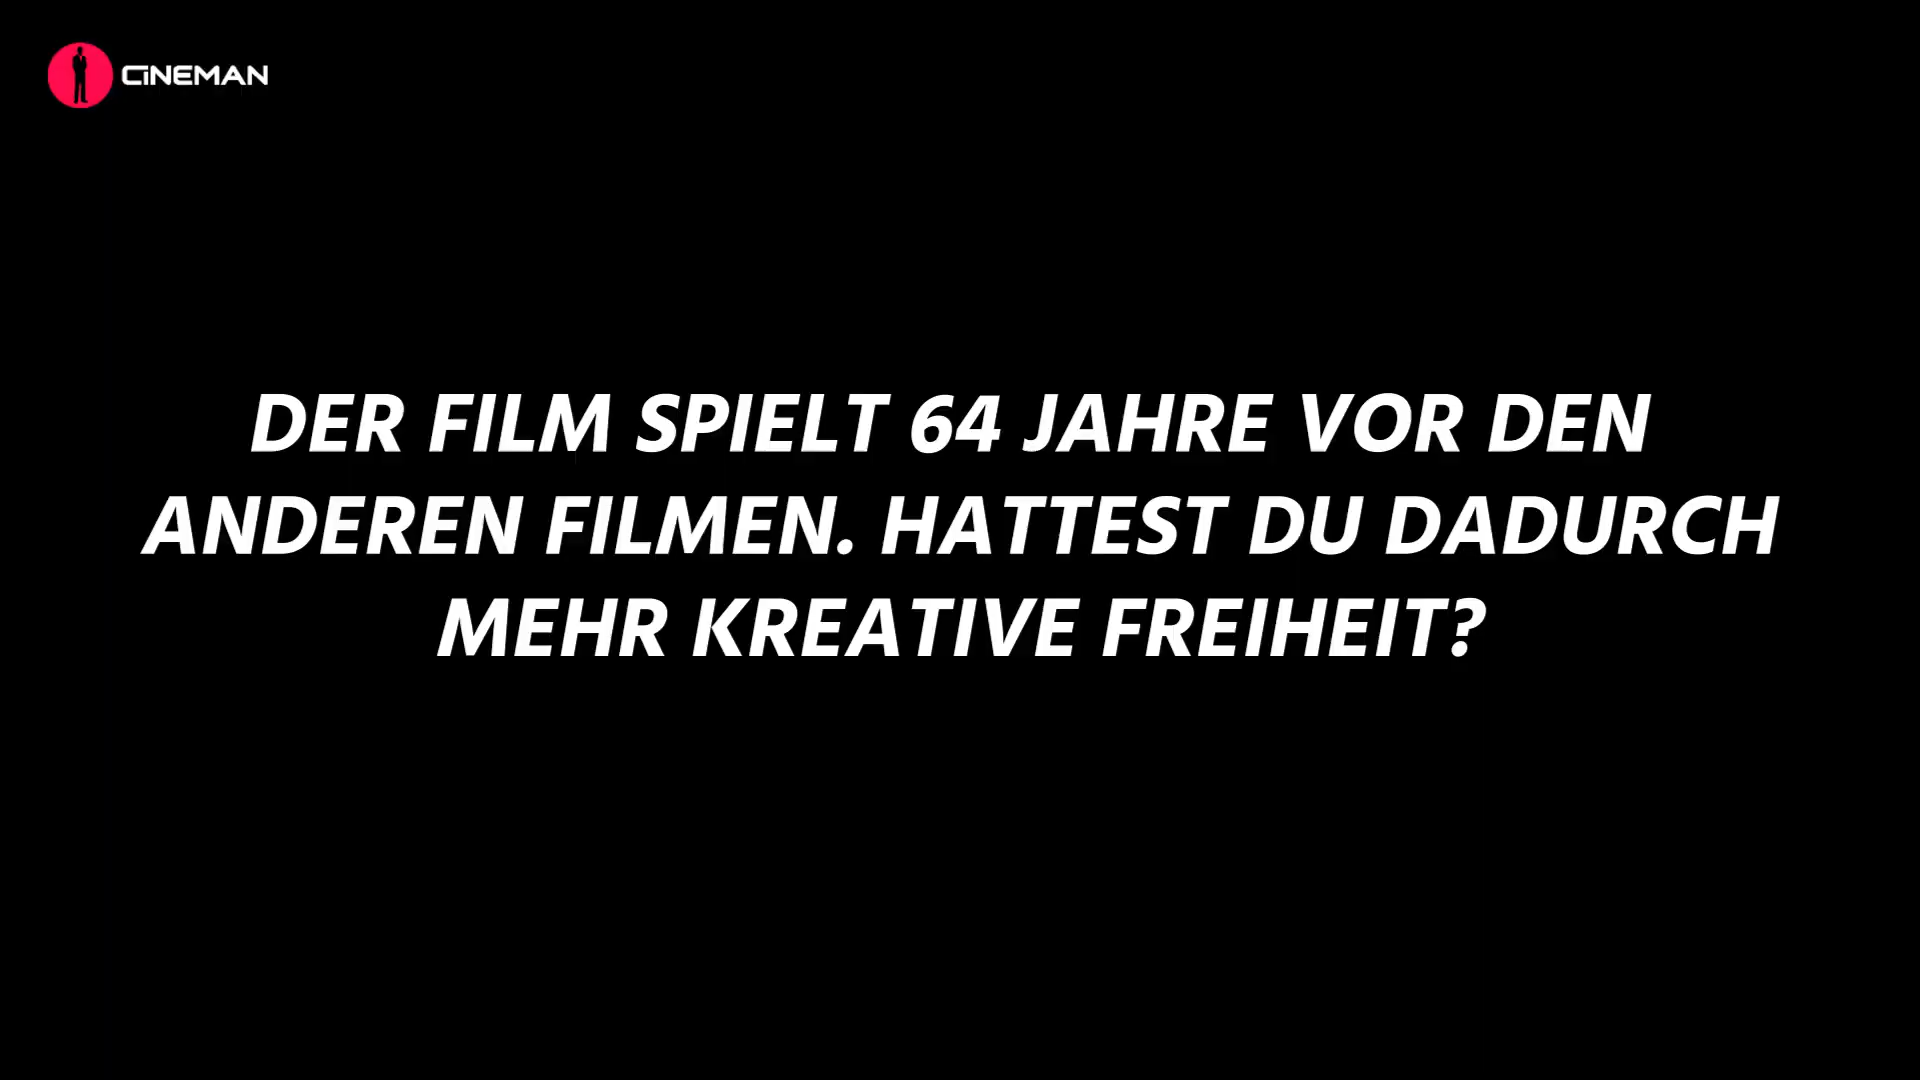 CINEMAN
DER FILM SPIELT 64 JAHRE VOR DEN
ANDEREN FILMEN. HATTEST DU DADURCH
MEHR KREATIVE FREIHEIT?